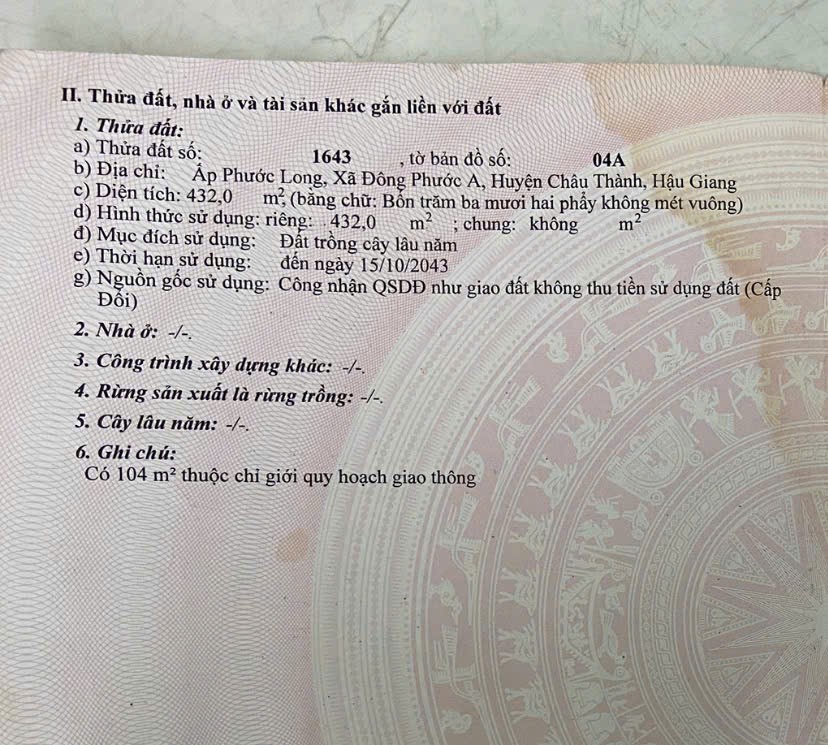 II. Thửa đất, nhà ở và tài sản khác gắn liền với đất
1. Thửa đất:
a) Thửa đất số: 1643 , tờ bản đồ số: 04A
b) Địa chỉ: Ấp Phước Long, Xã Đông Phước A, Huyện Châu Thành, Hậu Giang
c) Diện tích: 432,0 m², (bằng chữ: Bốn trăm ba mươi hai phẩy không mét vuông)
d) Hình thức sử dụng: riêng: 432,0 m² ; chung: không m²
đ) Mục đích sử dụng: Đất trồng cây lâu năm
e) Thời hạn sử dụng: đến ngày 15/10/2043
g) Nguồn gốc sử dụng: Công nhận QSDĐ như giao đất không thu tiền sử dụng đất (Cấp
Đổi)
2. Nhà ở: -/-.
3. Công trình xây dựng khác: -/-.
4. Rừng sản xuất là rừng trồng: -/-.
5. Cây lâu năm: -/-.
6. Ghi chú:
Có 104 m² thuộc chỉ giới quy hoạch giao thông